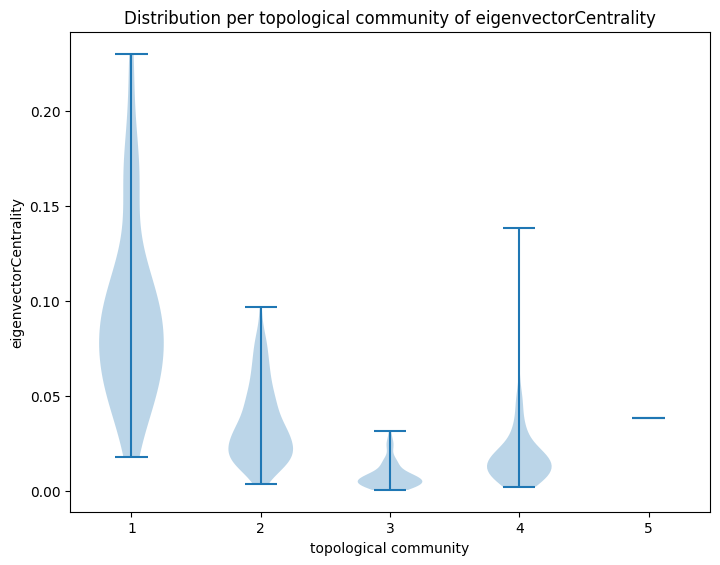 Distribution per topological community of eigenvectorCentrality
eigenvectorCentrality
0.20
0.15
0.10
0.05
0.00
1 2 3 4 5
topological community